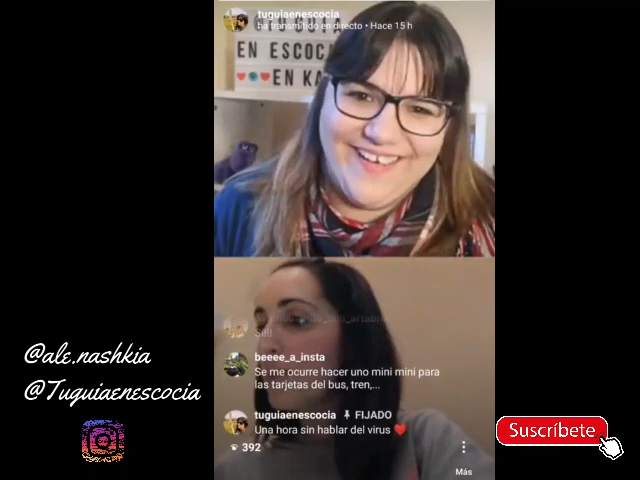 tuguiaenescocia
ha transmitido en directo • Hace 15 h
EN ESCOC
EN KA
Siiii
beeee_a_insta
Se me ocurre hacer uno mini mini para
las tarjetas del bus, tren,...
tuguiaenescocia FIJADO
Una hora sin hablar del virus ❤️
392
Más
@ale.nashkia
@Tuguiaenescocia
Suscríbete